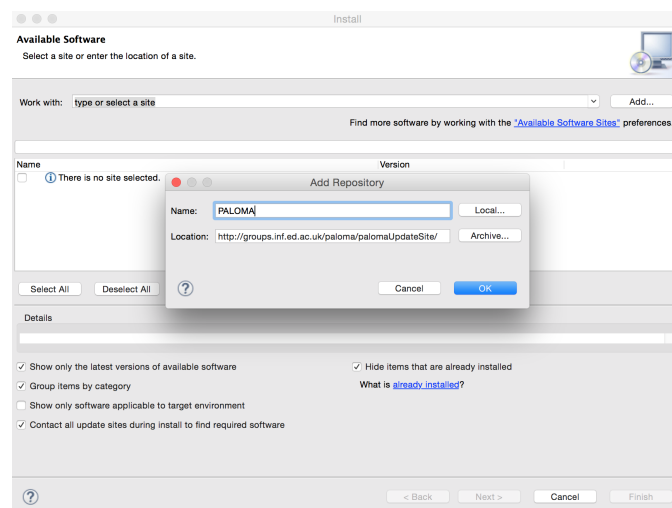 Install
Available Software
Select a site or enter the location of a site.
Work with: type or select a site
Add...
Find more software by working with the "Available Software Sites" preferences
Name Version
There is no site selected.
Add Repository
Name: PALOMA Local...
Location: http://groups.inf.ed.ac.uk/paloma/palomaUpdateSite/ Archive...
Cancel OK
Select All Deselect All
Details
Show only the latest versions of available software
Hide items that are already installed
Group items by category
What is already installed?
Show only software applicable to target environment
Contact all update sites during install to find required software
< Back Next > Cancel Finish